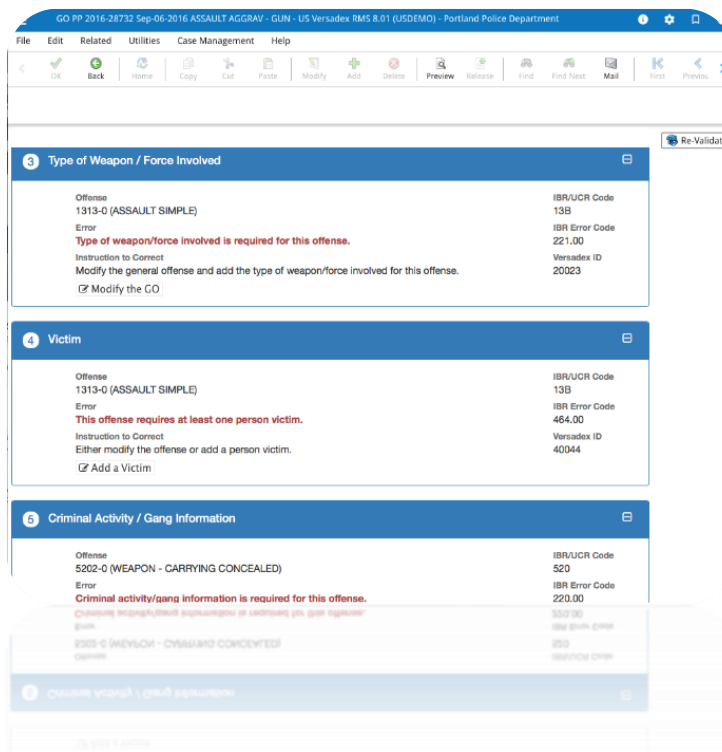 GO PP 2016-28732 Sep-06-2016 ASSAULT AGGRAV - GUN - US Versadex RMS 8.01 (USDEMO) - Portland Police Department
File Edit Related Utilities Case Management Help
OK Back Home Copy Cut Paste Modify Add Delete Preview Release Find Find Next Mail First Previou
Re-Validat
3 Type of Weapon / Force Involved
Offense IBR/UCR Code
1313-0 (ASSAULT SIMPLE) 13B
Error IBR Error Code
Type of weapon/force involved is required for this offense. 221.00
Instruction to Correct Versadex ID
Modify the general offense and add the type of weapon/force involved for this offense. 20023
Modify the GO
4 Victim
Offense IBR/UCR Code
1313-0 (ASSAULT SIMPLE) 13B
Error IBR Error Code
This offense requires at least one person victim. 464.00
Instruction to Correct Versadex ID
Either modify the offense or add a person victim. 40044
Add a Victim
5 Criminal Activity / Gang Information
Offense IBR/UCR Code
5202-0 (WEAPON - CARRYING CONCEALED) 520
Error IBR Error Code
Criminal activity/gang information is required for this offense. 220.00